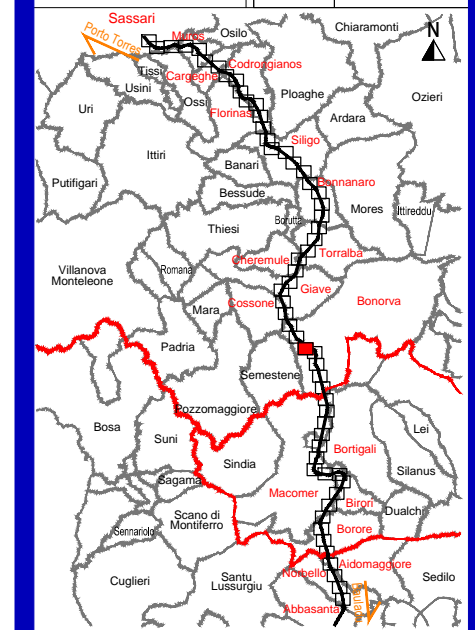 Sassari
Porto Torres
Muros
Osilo
Chiaramonti
N
Tissi
Cargeghe
Codrongianos
Usini
Ossi
Ploaghe
Ozieri
Uri
Florinas
Ardara
Ittiri
Siligo
Banari
Putifigari
Bessude
Bonnanaro
Mores
Ittireddu
Borutta
Thiesi
Cheremule
Torralba
Romana
Villanova
Monteleone
Giave
Cossone
Bonorva
Mara
Padria
Semestene
Pozzomaggiore
Bosa
Suni
Lei
Bortigali
Sindia
Silanus
Sagama
Macomer
Birori
Dualchi
Scano di
Montiferro
Sennariolo
Borore
Aidomaggiore
Norbello
Cuglieri
Santu
Lussurgiu
Sedilo
Abbasanta